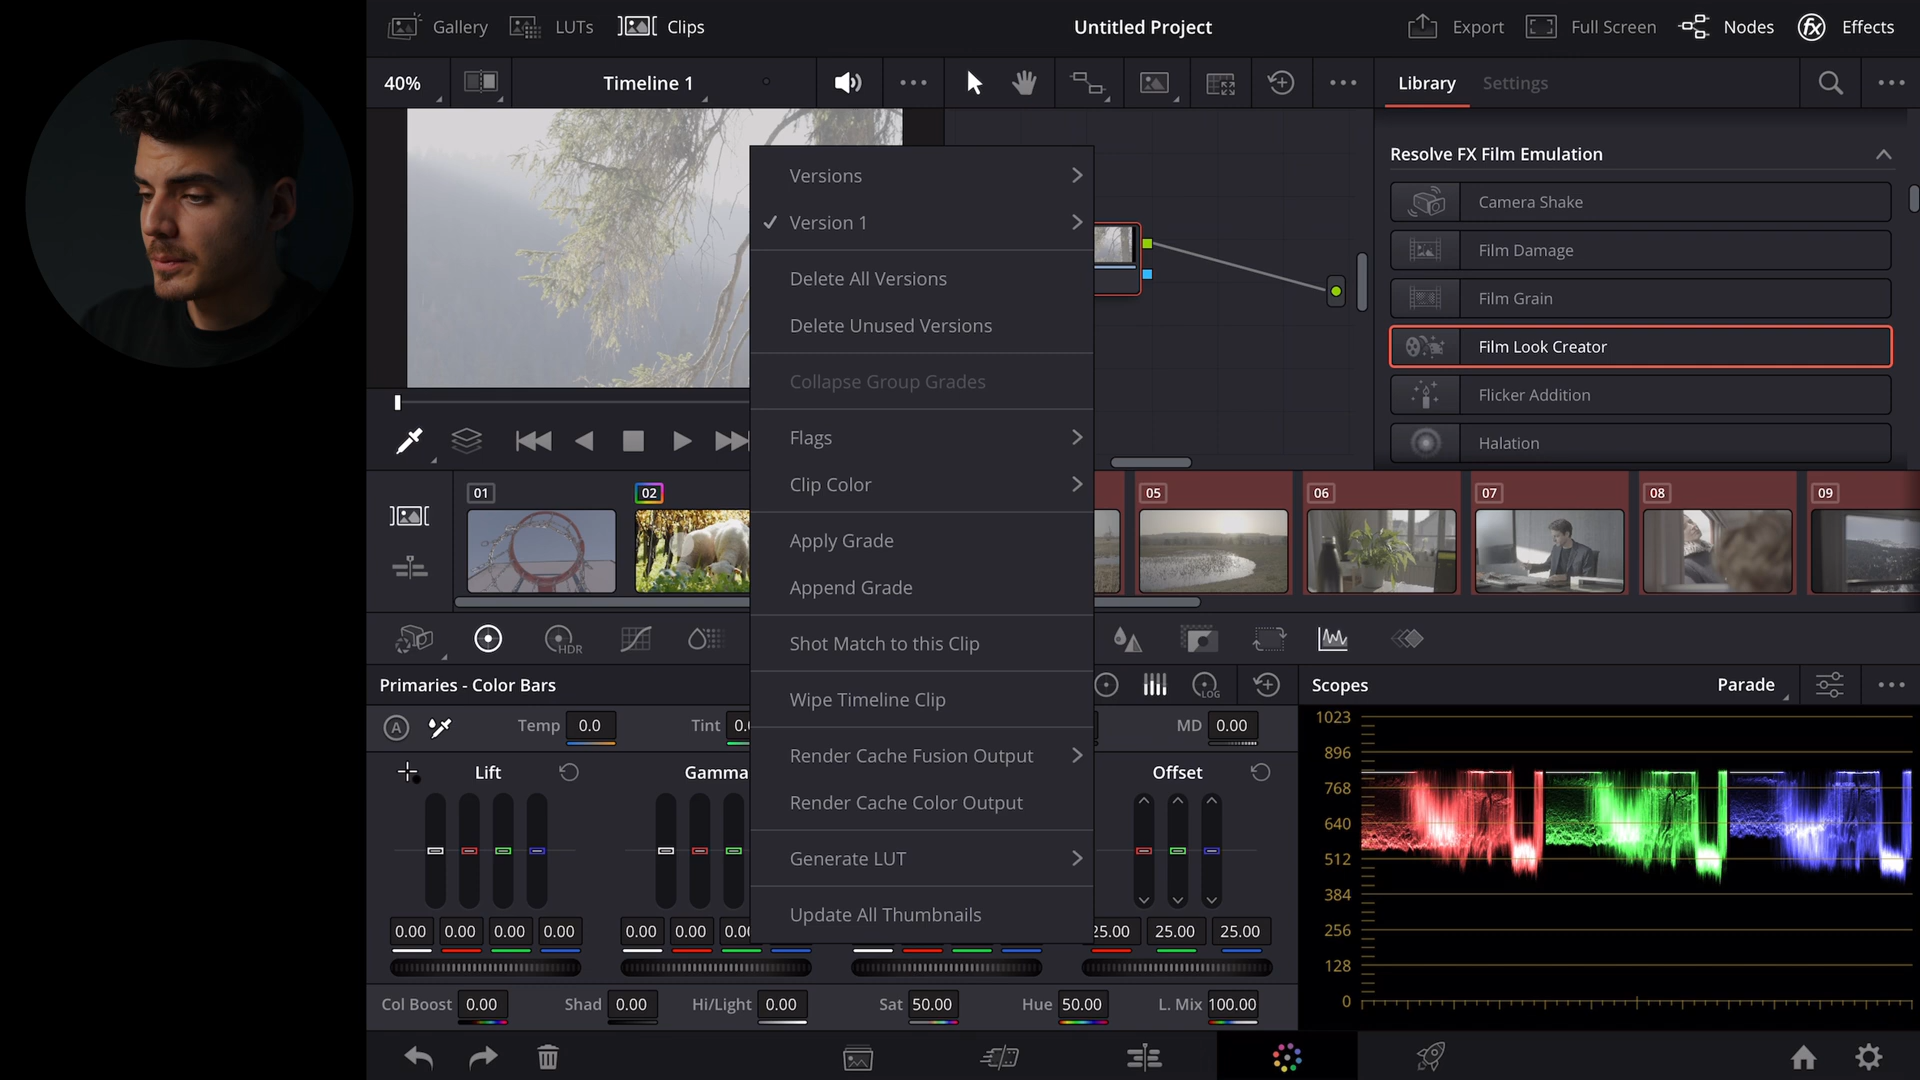 Gallery
LUTs
Clips
Untitled Project
Export
Full Screen
Nodes
fx
Effects
40%
Timeline 1
Library
Settings
Resolve FX Film Emulation
Camera Shake
Film Damage
Film Grain
Film Look Creator
Flicker Addition
Halation
Versions
Version 1
Delete All Versions
Delete Unused Versions
Collapse Group Grades
Flags
Clip Color
Apply Grade
Append Grade
Shot Match to this Clip
Wipe Timeline Clip
Render Cache Fusion Output
Render Cache Color Output
Generate LUT
Update All Thumbnails
01
02
05
06
07
08
09
HDR
Primaries - Color Bars
LOG
Scopes
Parade
A
Temp 0.0
Tint
MD 0.00
Lift
Gamma
Offset
0.00 0.00 0.00 0.00
0.00 0.00
25.00 25.00 25.00
Col Boost 0.00
Shad 0.00
Hi/Light 0.00
Sat 50.00
Hue 50.00
L. Mix 100.00
1023
896
768
640
512
384
256
128
0